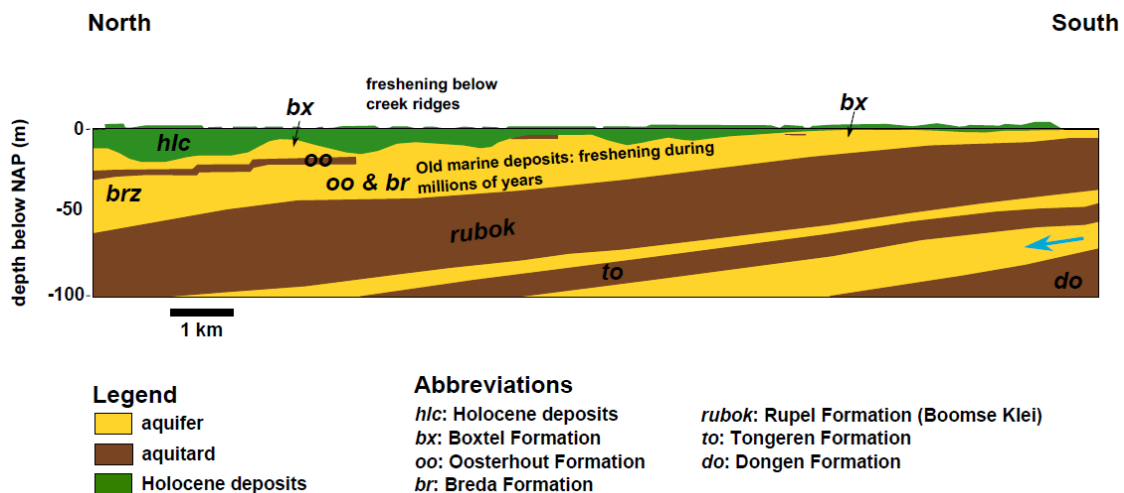 North
South
freshening below
creek ridges
bx
bx
0
hlc
oo
Old marine deposits: freshening during
millions of years
oo & br
brz
-50
rubok
to
do
-100
depth below NAP (m)
1 km
Legend
aquifer
aquitard
Holocene deposits
Abbreviations
hlc: Holocene deposits
bx: Boxtel Formation
oo: Oosterhout Formation
br: Breda Formation
rubok: Rupel Formation (Boomse Klei)
to: Tongeren Formation
do: Dongen Formation